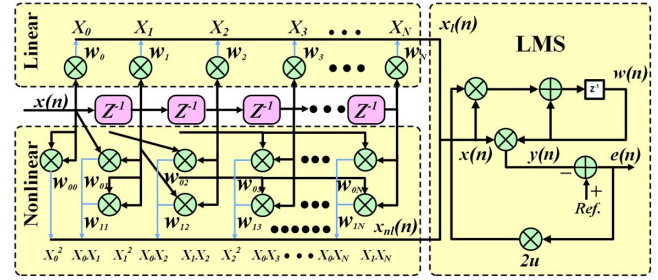 Linear
X0 X1 X2 X3 XN
w0 w1 w2 w3 wN
x(n) Z-1 Z-1 Z-1 Z-1
Nonlinear
w00 w01 w02 w03 w0N
w11 w12 w13 w1N
xnl(n)
X0² X0X1 X1² X0X2 X1X2 X2² X0X3 X0XN X1XN
xl(n)
LMS
w(n)
z-1
x(n) y(n) e(n)
− +
Ref.
2u